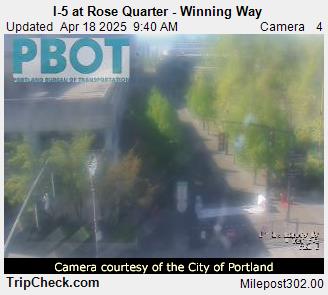 I-5 at Rose Quarter - Winning Way
Updated Apr 18 2025 9:40 AM Camera 4
PBOT
PORTLAND BUREAU OF TRANSPORTATION
Camera courtesy of the City of Portland
TripCheck.com Milepost302.00